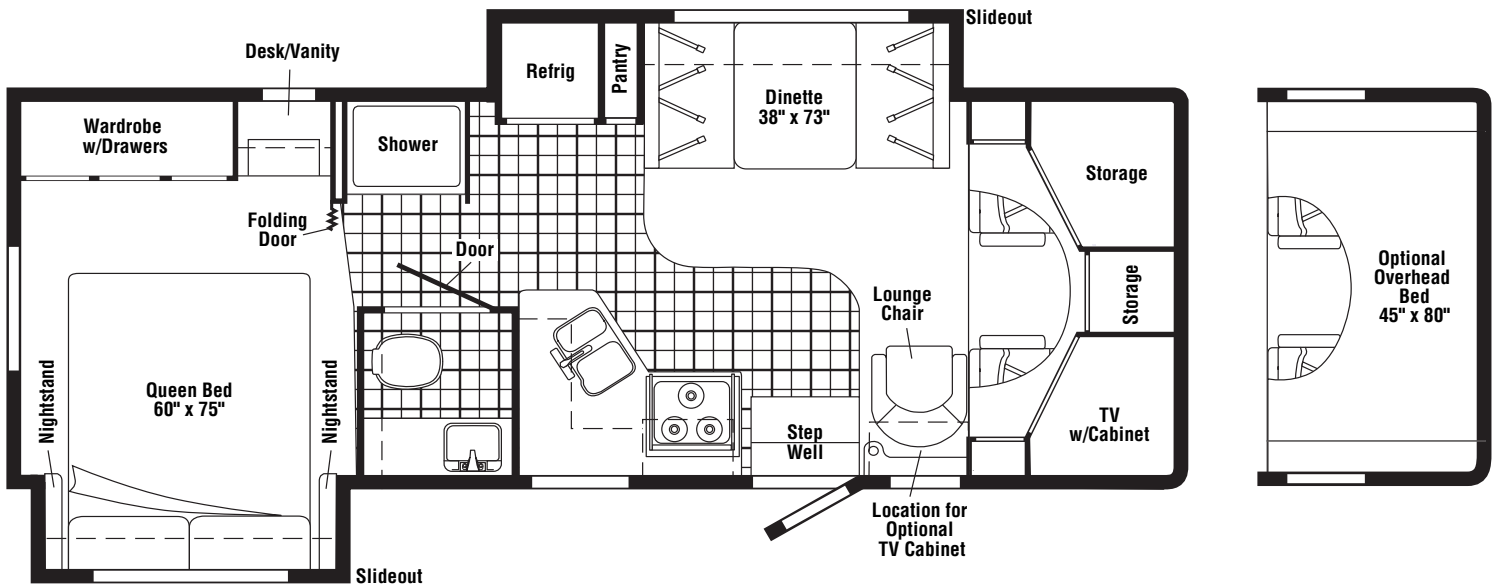 Slideout
Desk/Vanity
Refrig
Pantry
Dinette
38" x 73"
Wardrobe
w/Drawers
Shower
Storage
Folding
Door
Door
Storage
Lounge
Chair
Optional
Overhead
Bed
45" x 80"
Nightstand
Queen Bed
60" x 75"
Nightstand
Step
Well
TV
w/Cabinet
Location for
Optional
TV Cabinet
Slideout